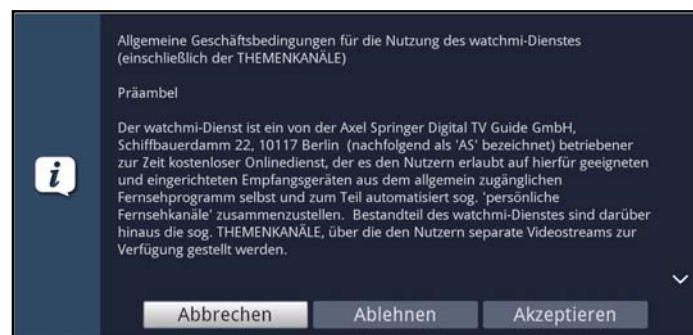 Allgemeine Geschäftsbedingungen für die Nutzung des watchmi-Dienstes
(einschließlich der THEMENKANÄLE)
Präambel
Der watchmi-Dienst ist ein von der Axel Springer Digital TV Guide GmbH,
Schiffbauerdamm 22, 10117 Berlin  (nachfolgend als 'AS' bezeichnet) betriebener
zur Zeit kostenloser Onlinedienst, der es den Nutzern erlaubt auf hierfür geeigneten
und eingerichteten Empfangsgeräten aus dem allgemein zugänglichen
Fernsehprogramm selbst und zum Teil automatisiert sog. 'persönliche
Fernsehkanäle' zusammenzustellen.  Bestandteil des watchmi-Dienstes sind darüber
hinaus die sog. THEMENKANÄLE, über die den Nutzern separate Videostreams zur
Verfügung gestellt werden.
Abbrechen Ablehnen Akzeptieren